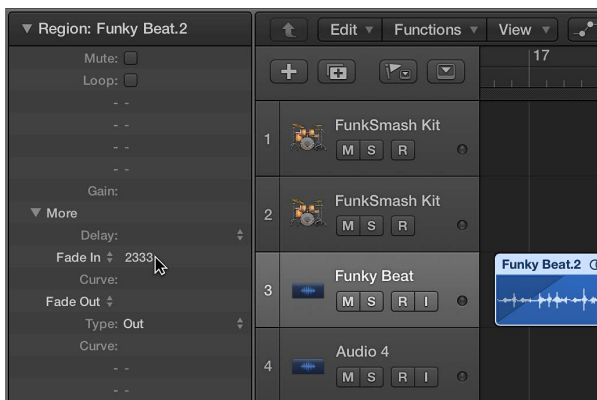 Region: Funky Beat.2
Mute:
Loop:
- -
- -
- -
- -
Gain:
More
Delay:
Fade In 2333
Curve:
Fade Out
Type: Out
Curve:
- -
- -
Edit Functions View
17
1 FunkSmash Kit
M S R
2 FunkSmash Kit
M S R
3 Funky Beat
M S R I
4 Audio 4
M S R I
Funky Beat.2